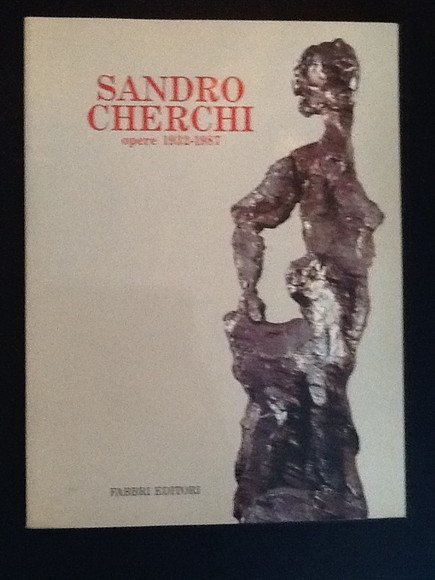 SANDRO
CHERCHI
opere 1932-1987
FABBRI EDITORI